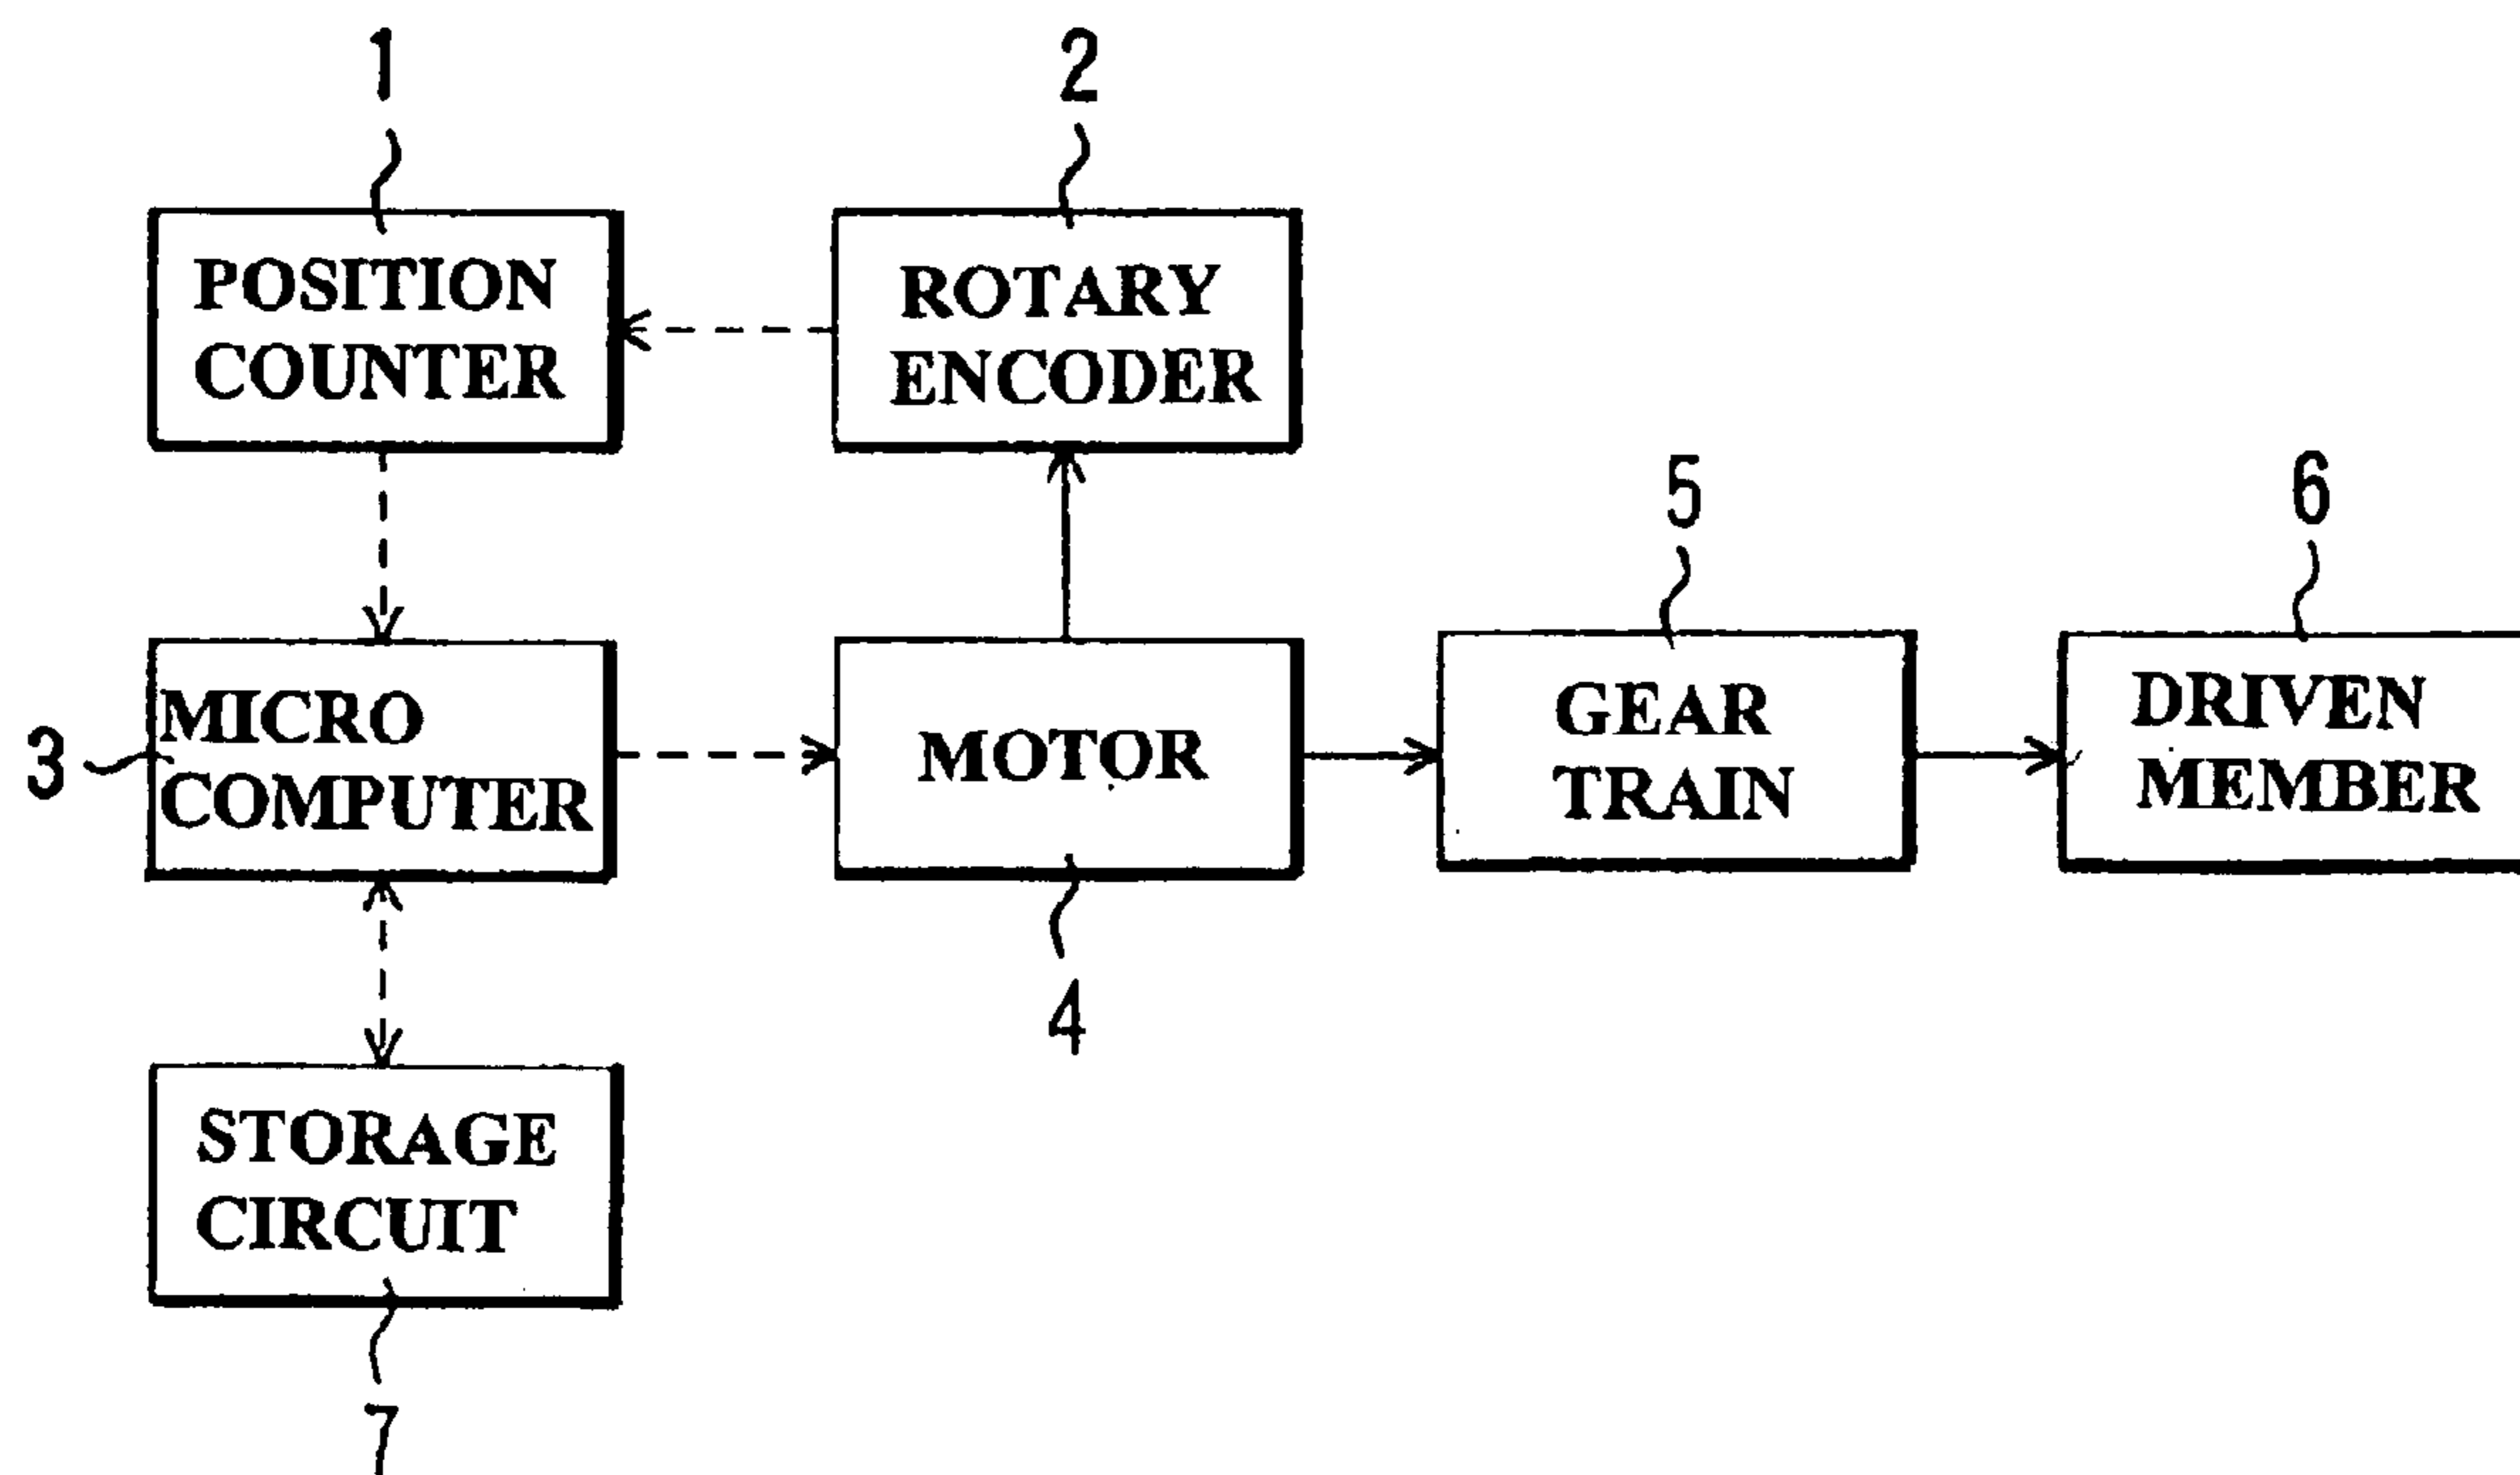 1
2
POSITION
COUNTER
ROTARY
ENCODER
5
6
3
MICRO
COMPUTER
MOTOR
GEAR
TRAIN
DRIVEN
MEMBER
4
STORAGE
CIRCUIT
7